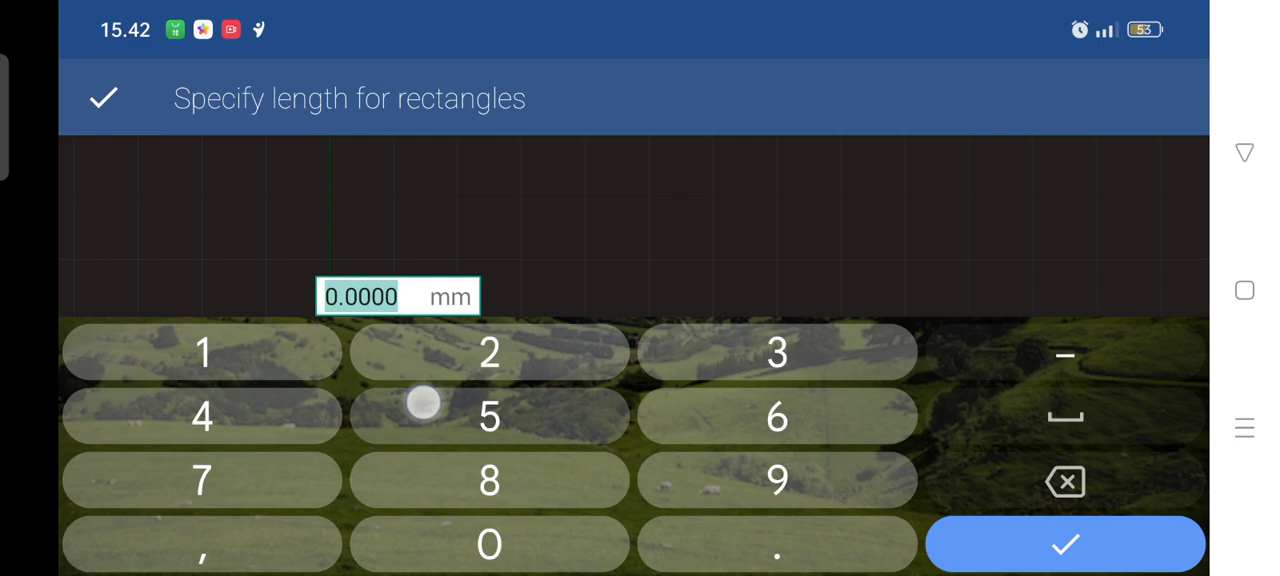 15.42
53
Specify length for rectangles
0.0000 mm
1 2 3 –
4 5 6
7 8 9
, 0 .